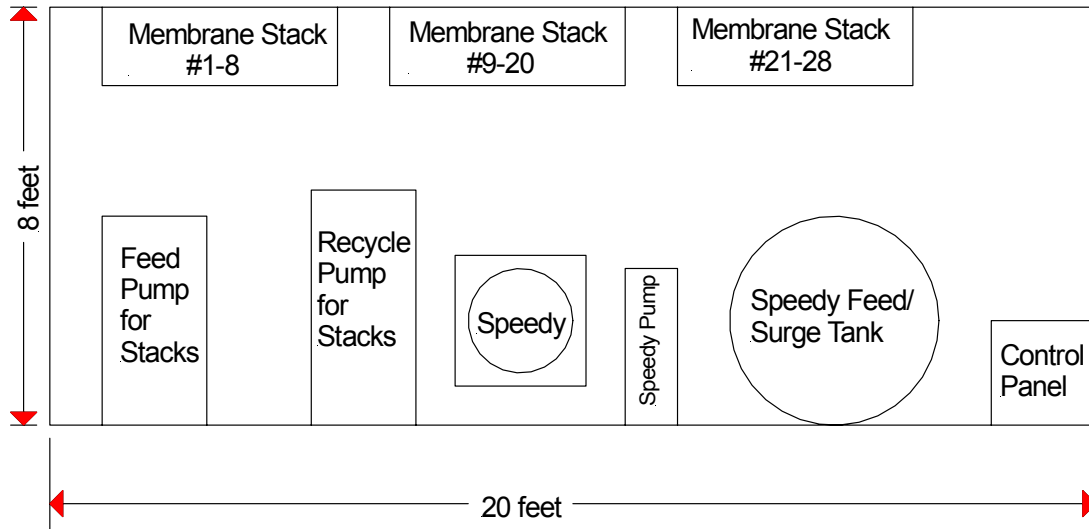 Membrane Stack
#1-8
Membrane Stack
#9-20
Membrane Stack
#21-28
8 feet
Feed
Pump
for
Stacks
Recycle
Pump
for
Stacks
Speedy
Speedy Pump
Speedy Feed/
Surge Tank
Control
Panel
20 feet